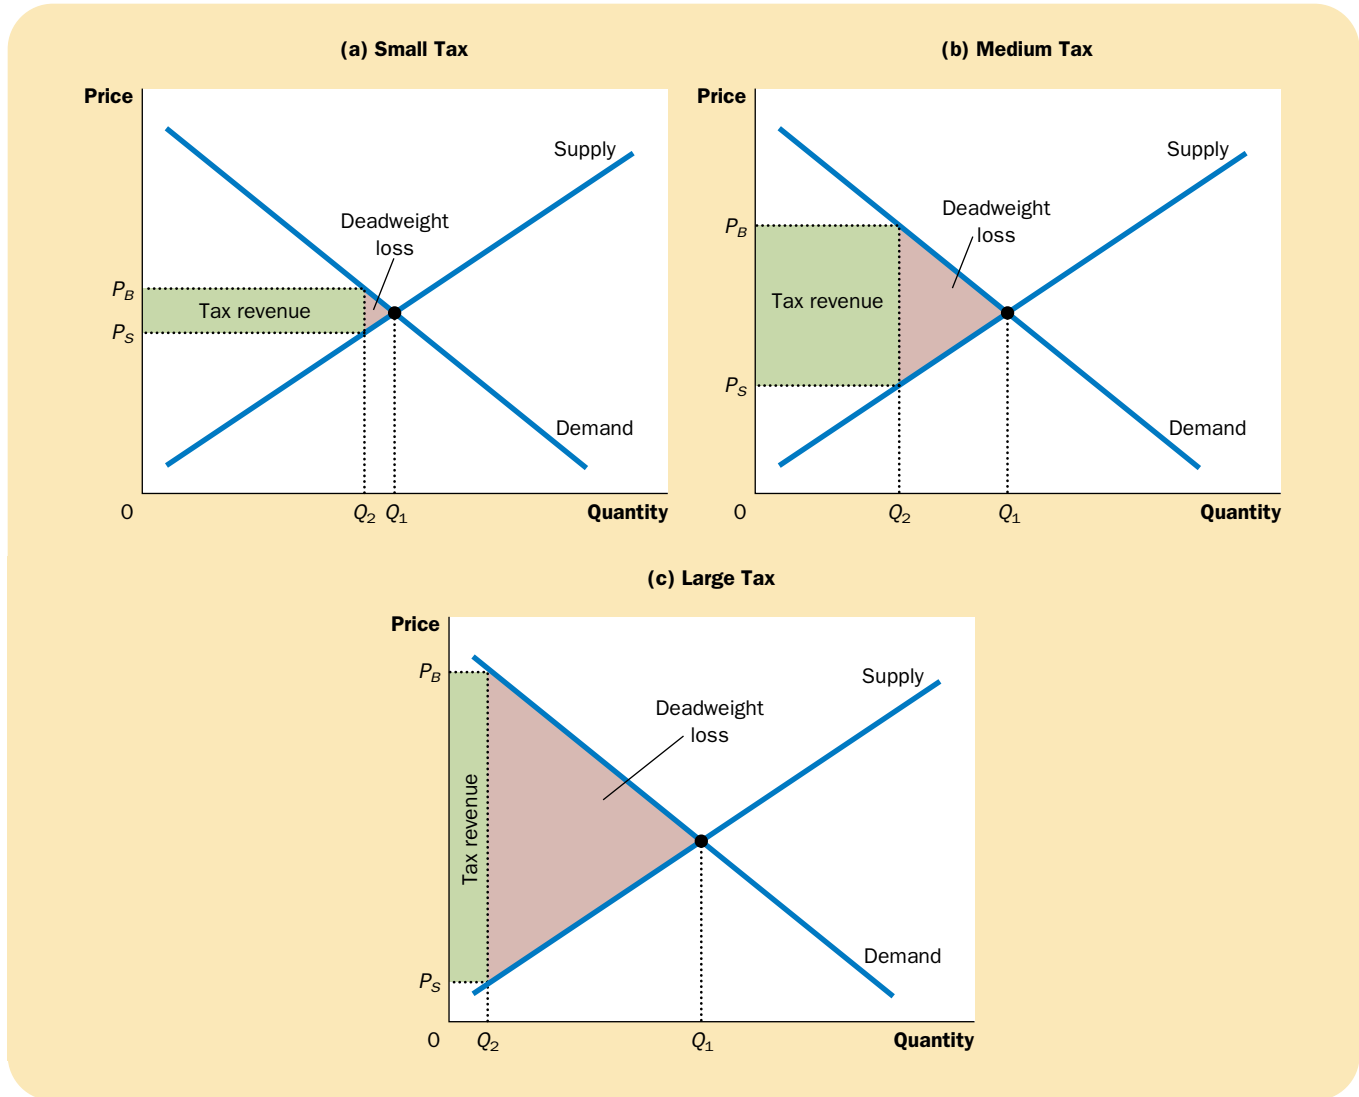 (a) Small Tax
Price
Supply
Deadweight
loss
P_B
Tax revenue
P_S
Demand
0
Q_2
Q_1
Quantity
(b) Medium Tax
Price
Supply
Deadweight
loss
P_B
Tax revenue
P_S
Demand
0
Q_2
Q_1
Quantity
(c) Large Tax
Price
P_B
Supply
Deadweight
loss
Tax revenue
Demand
P_S
0
Q_2
Q_1
Quantity